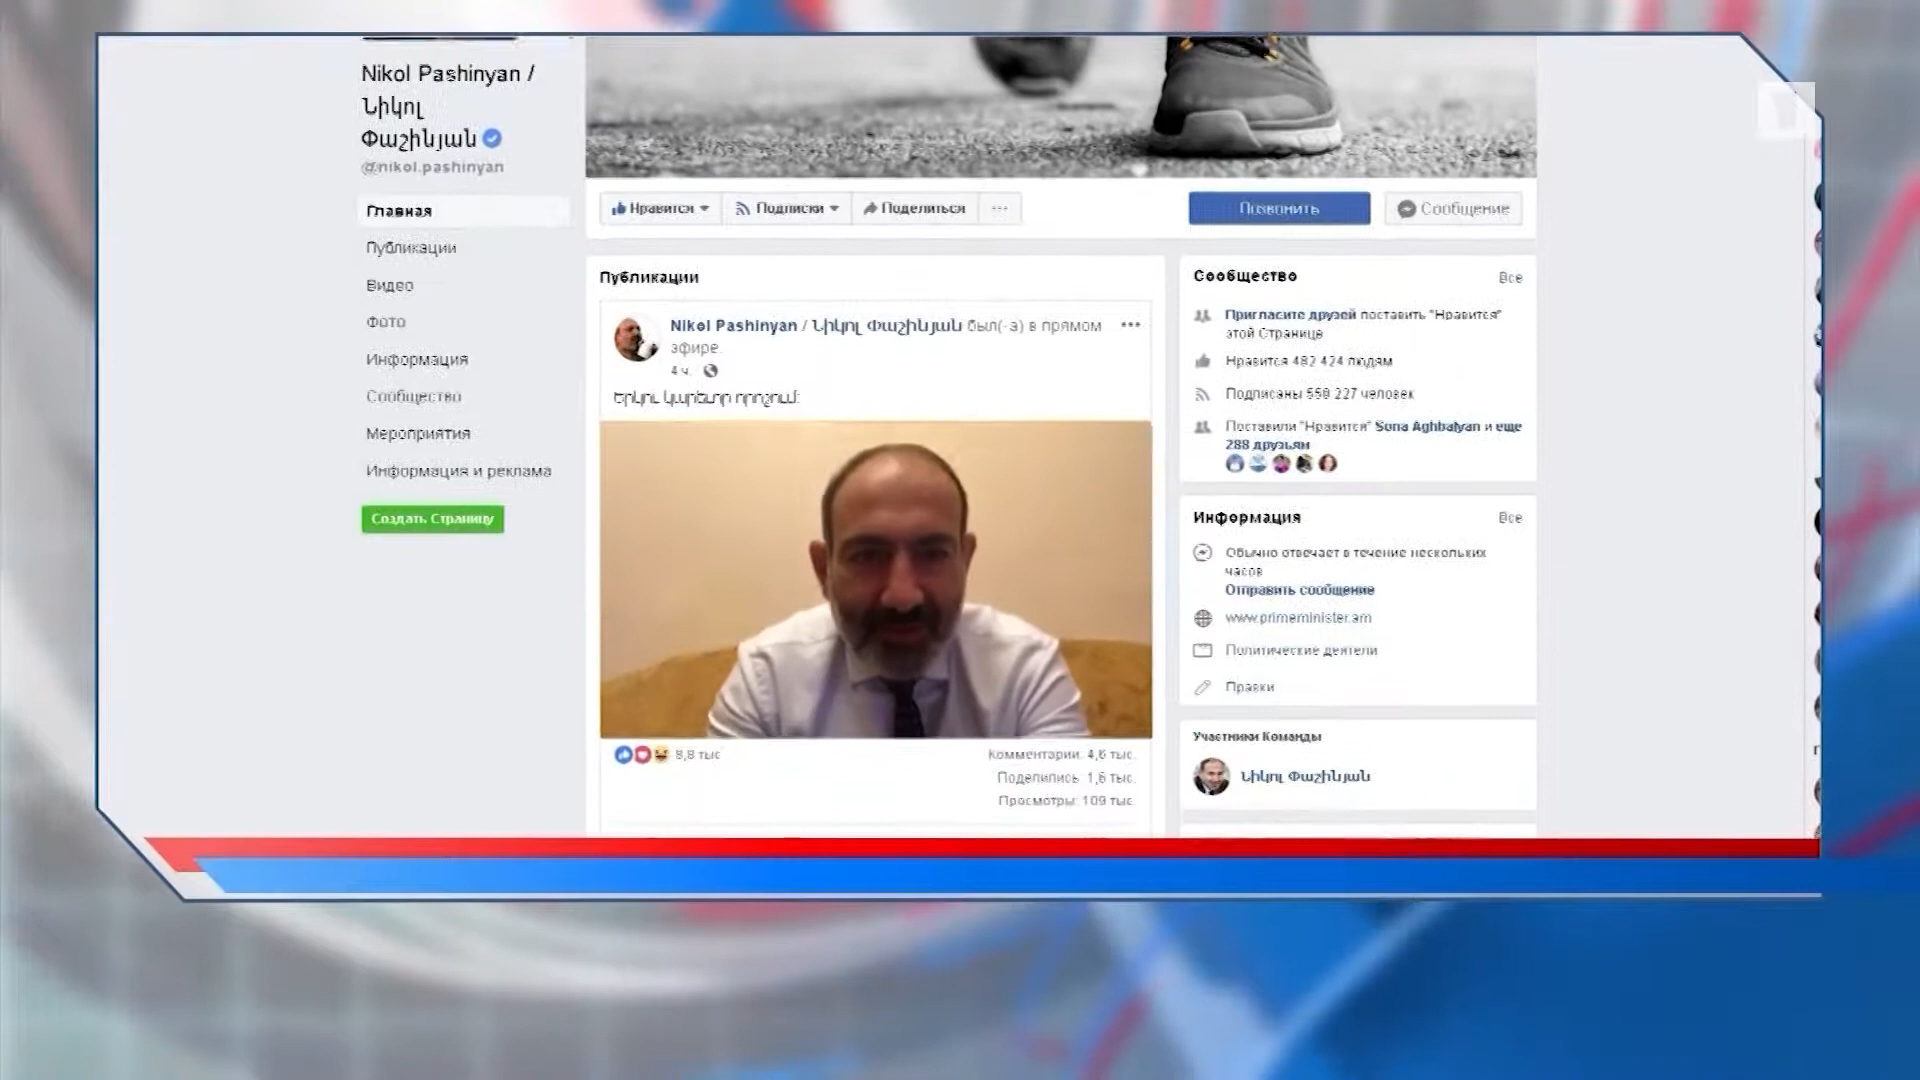 Nikol Pashinyan /
Նիկոլ
Փաշինյան
@nikol.pashinyan
Главная
Публикации
Видео
Фото
Информация
Сообщество
Мероприятия
Информация и реклама
Создать Страницу
Нравится
Подписки
Поделиться
Позвонить
Сообщение
Публикации
Nikol Pashinyan / Նիկոլ Փաշինյան был(-а) в прямом
эфире.
4 ч.
Երկու կարևոր որոշում:
8,8 тыс.
Комментарии: 4,6 тыс.
Поделились: 1,6 тыс.
Просмотры: 109 тыс.
Сообщество
Все
Пригласите друзей поставить "Нравится"
этой Странице
Нравится 482 424 людям
Подписаны 550 227 человек
Поставили "Нравится" Sona Aghbalyan и еще
288 друзьям
Информация
Все
Обычно отвечает в течение нескольких
часов
Отправить сообщение
www.primeminister.am
Политические деятели
Правки
Участники Команды
Նիկոլ Փաշինյան